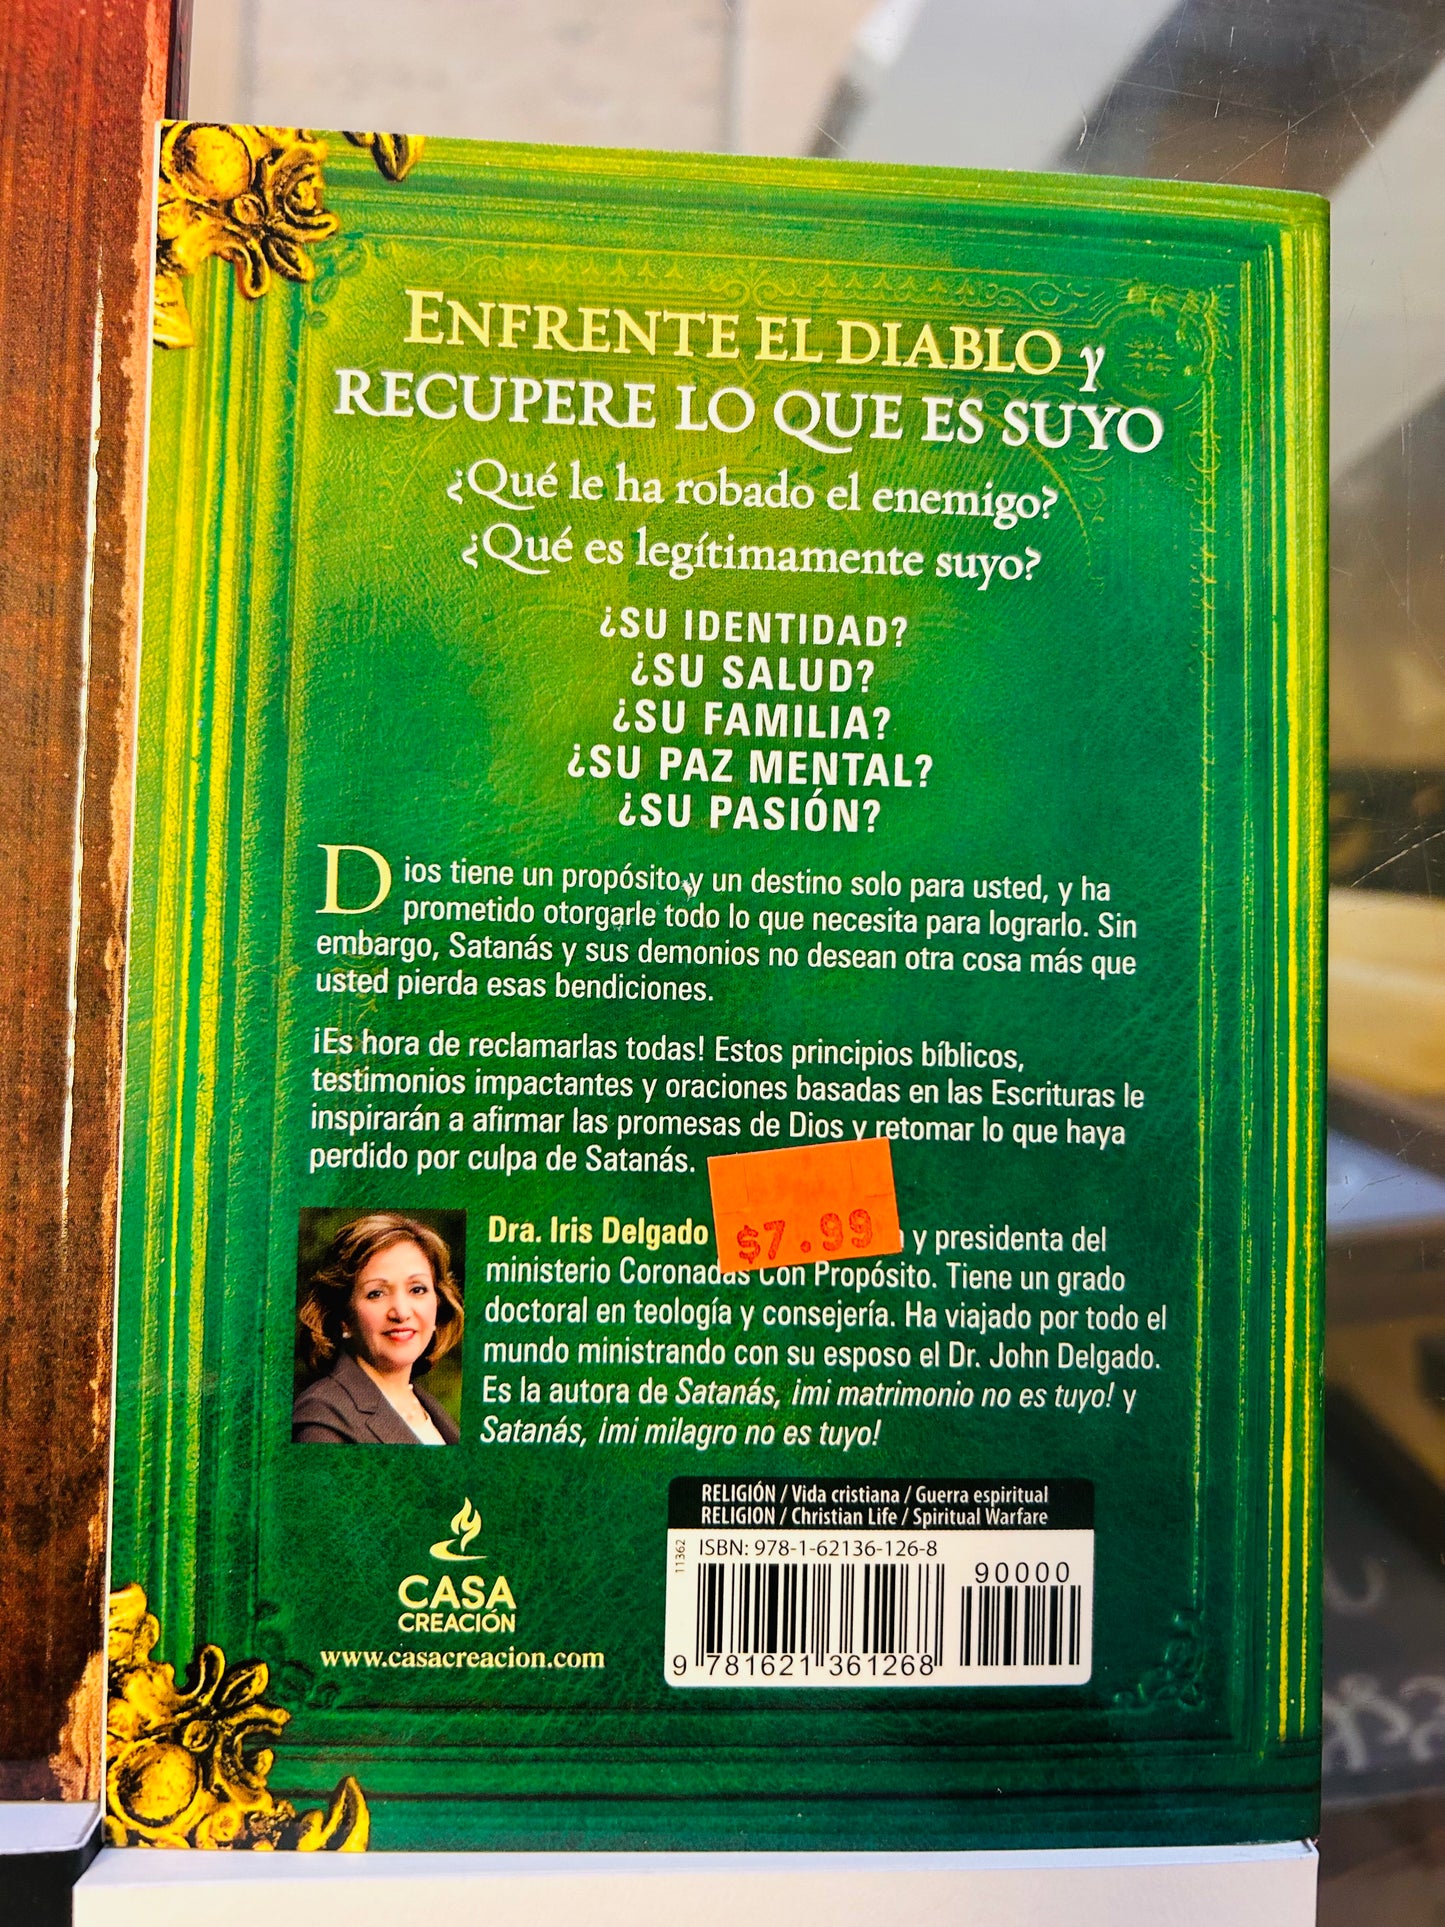 ENFRENTE EL DIABLO y
RECUPERE LO QUE ES SUYO
¿Qué le ha robado el enemigo?
¿Qué es legítimamente suyo?
¿SU IDENTIDAD?
¿SU SALUD?
¿SU FAMILIA?
¿SU PAZ MENTAL?
¿SU PASIÓN?
Dios tiene un propósito y un destino solo para usted, y ha
prometido otorgarle todo lo que necesita para lograrlo. Sin
embargo, Satanás y sus demonios no desean otra cosa más que
usted pierda esas bendiciones.
¡Es hora de reclamarlas todas! Estos principios bíblicos,
testimonios impactantes y oraciones basadas en las Escrituras le
inspirarán a afirmar las promesas de Dios y retomar lo que haya
perdido por culpa de Satanás.
$7.99
Dra. Iris Delgado y presidenta del
ministerio Coronadas Con Propósito. Tiene un grado
doctoral en teología y consejería. Ha viajado por todo el
mundo ministrando con su esposo el Dr. John Delgado.
Es la autora de Satanás, ¡mi matrimonio no es tuyo! y
Satanás, ¡mi milagro no es tuyo!
CASA
CREACIÓN
www.casacreacion.com
RELIGIÓN / Vida cristiana / Guerra espiritual
RELIGION / Christian Life / Spiritual Warfare
11362
ISBN: 978-1-62136-126-8
90000
9 781621 361268